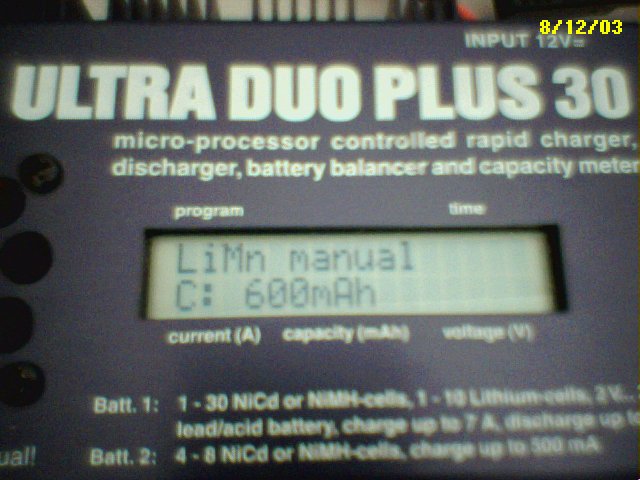 8/12/03
INPUT 12V=
ULTRA DUO PLUS 30
micro-processor controlled rapid charger,
discharger, battery balancer and capacity meter
program time
LiMn manual
C: 600mAh
current (A) capacity (mAh) voltage (V)
Batt. 1: 1 - 30 NiCd or NiMH-cells, 1 - 10 Lithium-cells, 2 V...
lead/acid battery, charge up to 7 A, discharge up to
ual! Batt. 2: 4 - 8 NiCd or NiMH-cells, charge up to 500 mA